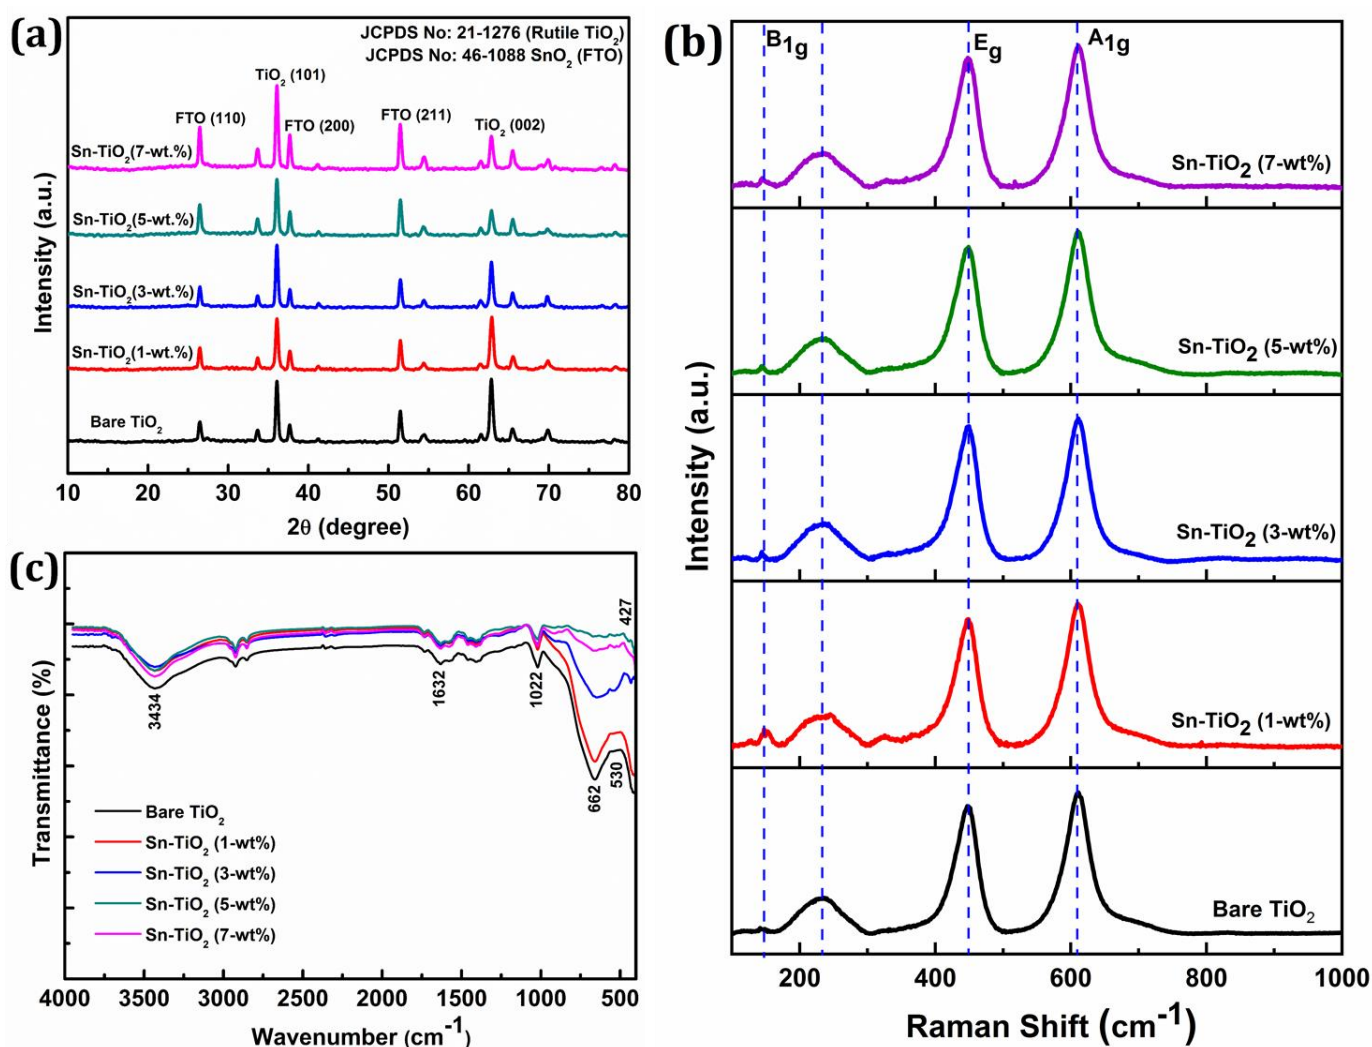 (a)
JCPDS No: 21-1276 (Rutile TiO₂)
JCPDS No: 46-1088 SnO₂ (FTO)
TiO₂ (101)
FTO (110)
FTO (200)
FTO (211)
TiO₂ (002)
Sn-TiO₂(7-wt.%)
Sn-TiO₂(5-wt.%)
Sn-TiO₂(3-wt.%)
Sn-TiO₂(1-wt.%)
Bare TiO₂
Intensity (a.u.)
10 20 30 40 50 60 70 80
2θ (degree)
(b)
B1g
Eg
A1g
Sn-TiO₂ (7-wt%)
Sn-TiO₂ (5-wt%)
Sn-TiO₂ (3-wt%)
Sn-TiO₂ (1-wt%)
Bare TiO₂
Intensity (a.u.)
200 400 600 800 1000
Raman Shift (cm⁻¹)
(c)
3434
1632
1022
662
530
427
Bare TiO₂
Sn-TiO₂ (1-wt%)
Sn-TiO₂ (3-wt%)
Sn-TiO₂ (5-wt%)
Sn-TiO₂ (7-wt%)
Transmittance (%)
4000 3500 3000 2500 2000 1500 1000 500
Wavenumber (cm⁻¹)